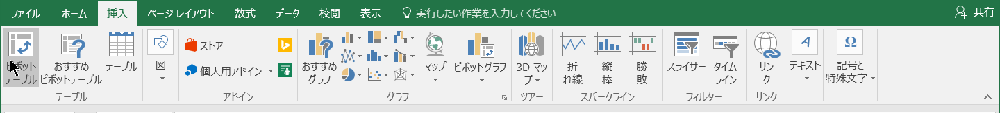 ファイル ホーム 挿入 ページ レイアウト 数式 データ 校閲 表示 実行したい作業を入力してください 共有
ピボット
テーブル
おすすめ
ピボットテーブル
テーブル
テーブル
図
ストア
個人用アドイン
アドイン
おすすめ
グラフ
マップ
ピボットグラフ
グラフ
3D マッ
プ
ツアー
折
れ線
縦
棒
勝
敗
スパークライン
スライサー
タイム
ライン
フィルター
リン
ク
リンク
テキスト
記号と
特殊文字